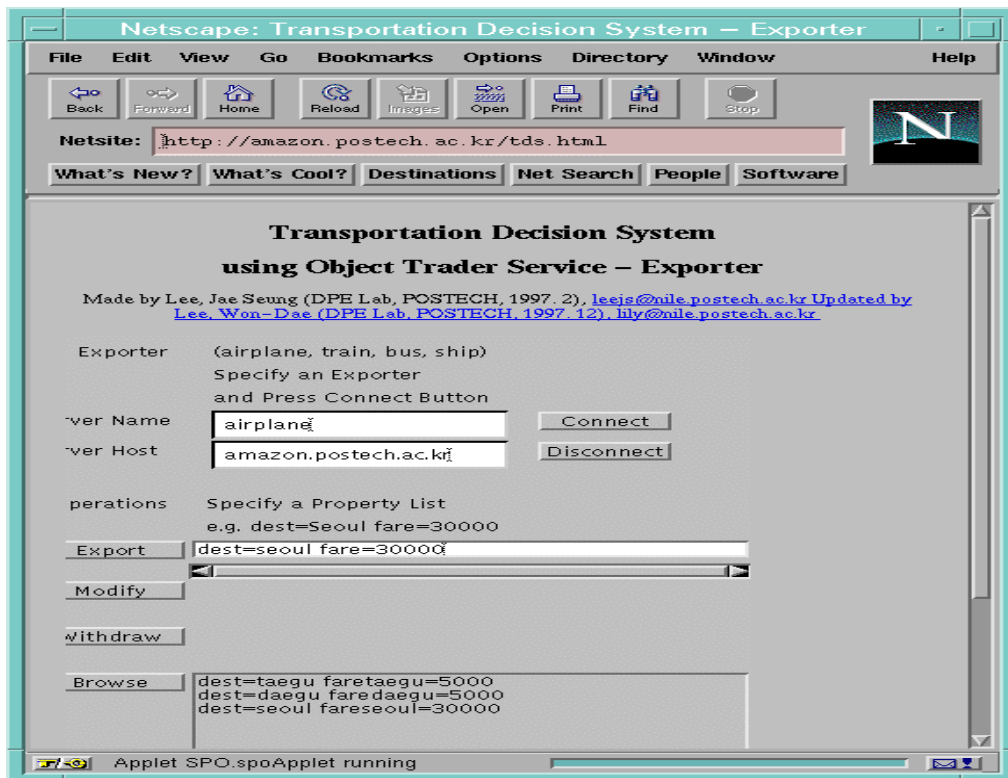 Netscape: Transportation Decision System – Exporter
File Edit View Go Bookmarks Options Directory Window Help
Back Forward Home Reload Images Open Print Find Stop
Netsite: http://amazon.postech.ac.kr/tds.html
N
What's New? What's Cool? Destinations Net Search People Software
Transportation Decision System
using Object Trader Service – Exporter
Made by Lee, Jae Seung (DPE Lab, POSTECH, 1997. 2), leejs@nile.postech.ac.kr Updated by
Lee, Won-Dae (DPE Lab, POSTECH, 1997. 12), lily@nile.postech.ac.kr
Exporter (airplane, train, bus, ship)
Specify an Exporter
and Press Connect Button
rver Name airplane Connect
rver Host amazon.postech.ac.kr Disconnect
perations Specify a Property List
e.g. dest=Seoul fare=30000
Export dest=seoul fare=30000
Modify
Withdraw
Browse dest=taegu faretaegu=5000
dest=daegu faredaegu=5000
dest=seoul fareseoul=30000
Applet SPO.spoApplet running